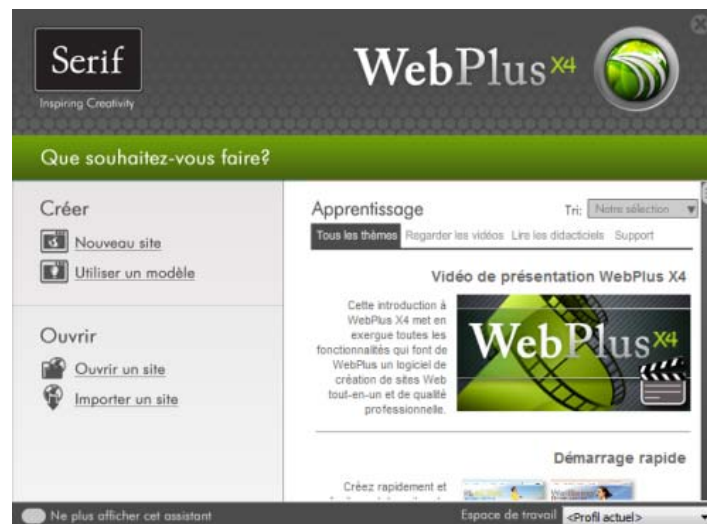 Serif
Inspiring Creativity
WebPlus X4
Que souhaitez-vous faire?
Créer
Nouveau site
Utiliser un modèle
Ouvrir
Ouvrir un site
Importer un site
Apprentissage
Tri: Notre sélection
Tous les thèmes Regarder les vidéos Lire les didacticiels Support
Vidéo de présentation WebPlus X4
Cette introduction à
WebPlus X4 met en
exergue toutes les
fonctionnalités qui font de
WebPlus un logiciel de
création de sites Web
tout-en-un et de qualité
professionnelle.
WebPlus X4
Démarrage rapide
Créez rapidement et
Ne plus afficher cet assistant
Espace de travail <Profil actuel>